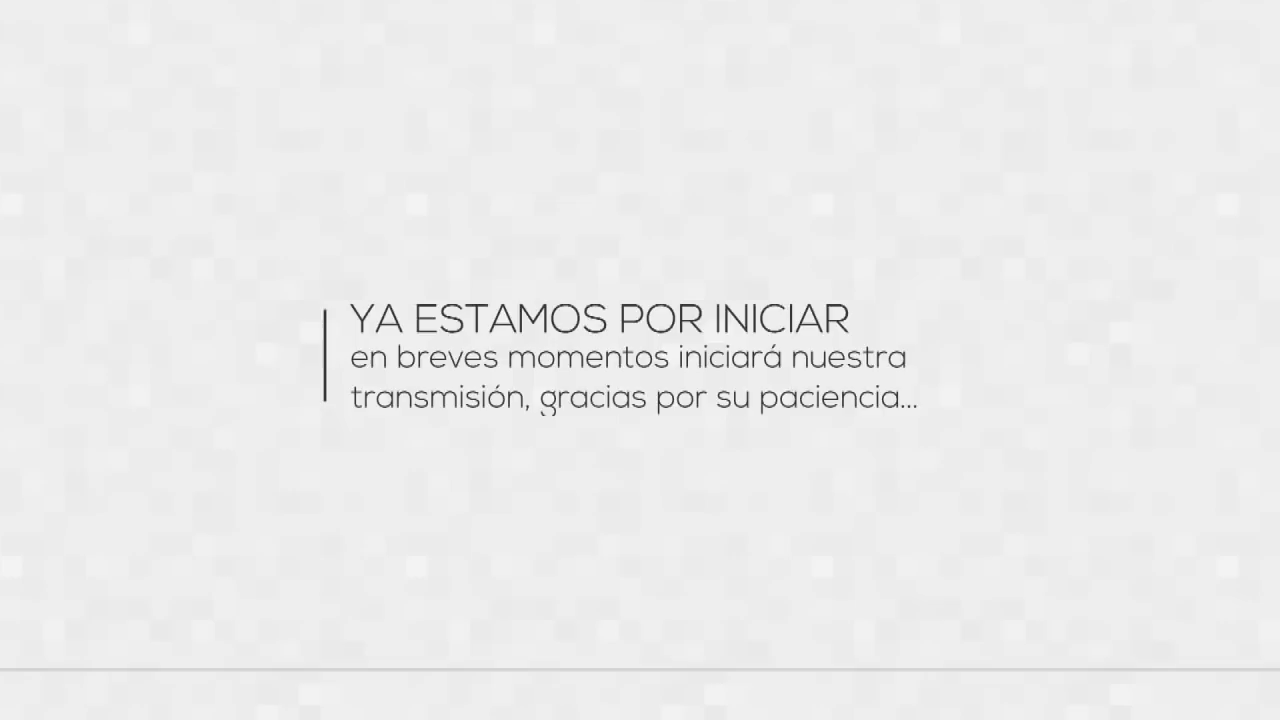 YA ESTAMOS POR INICIAR
en breves momentos iniciará nuestra
transmisión, gracias por su paciencia...